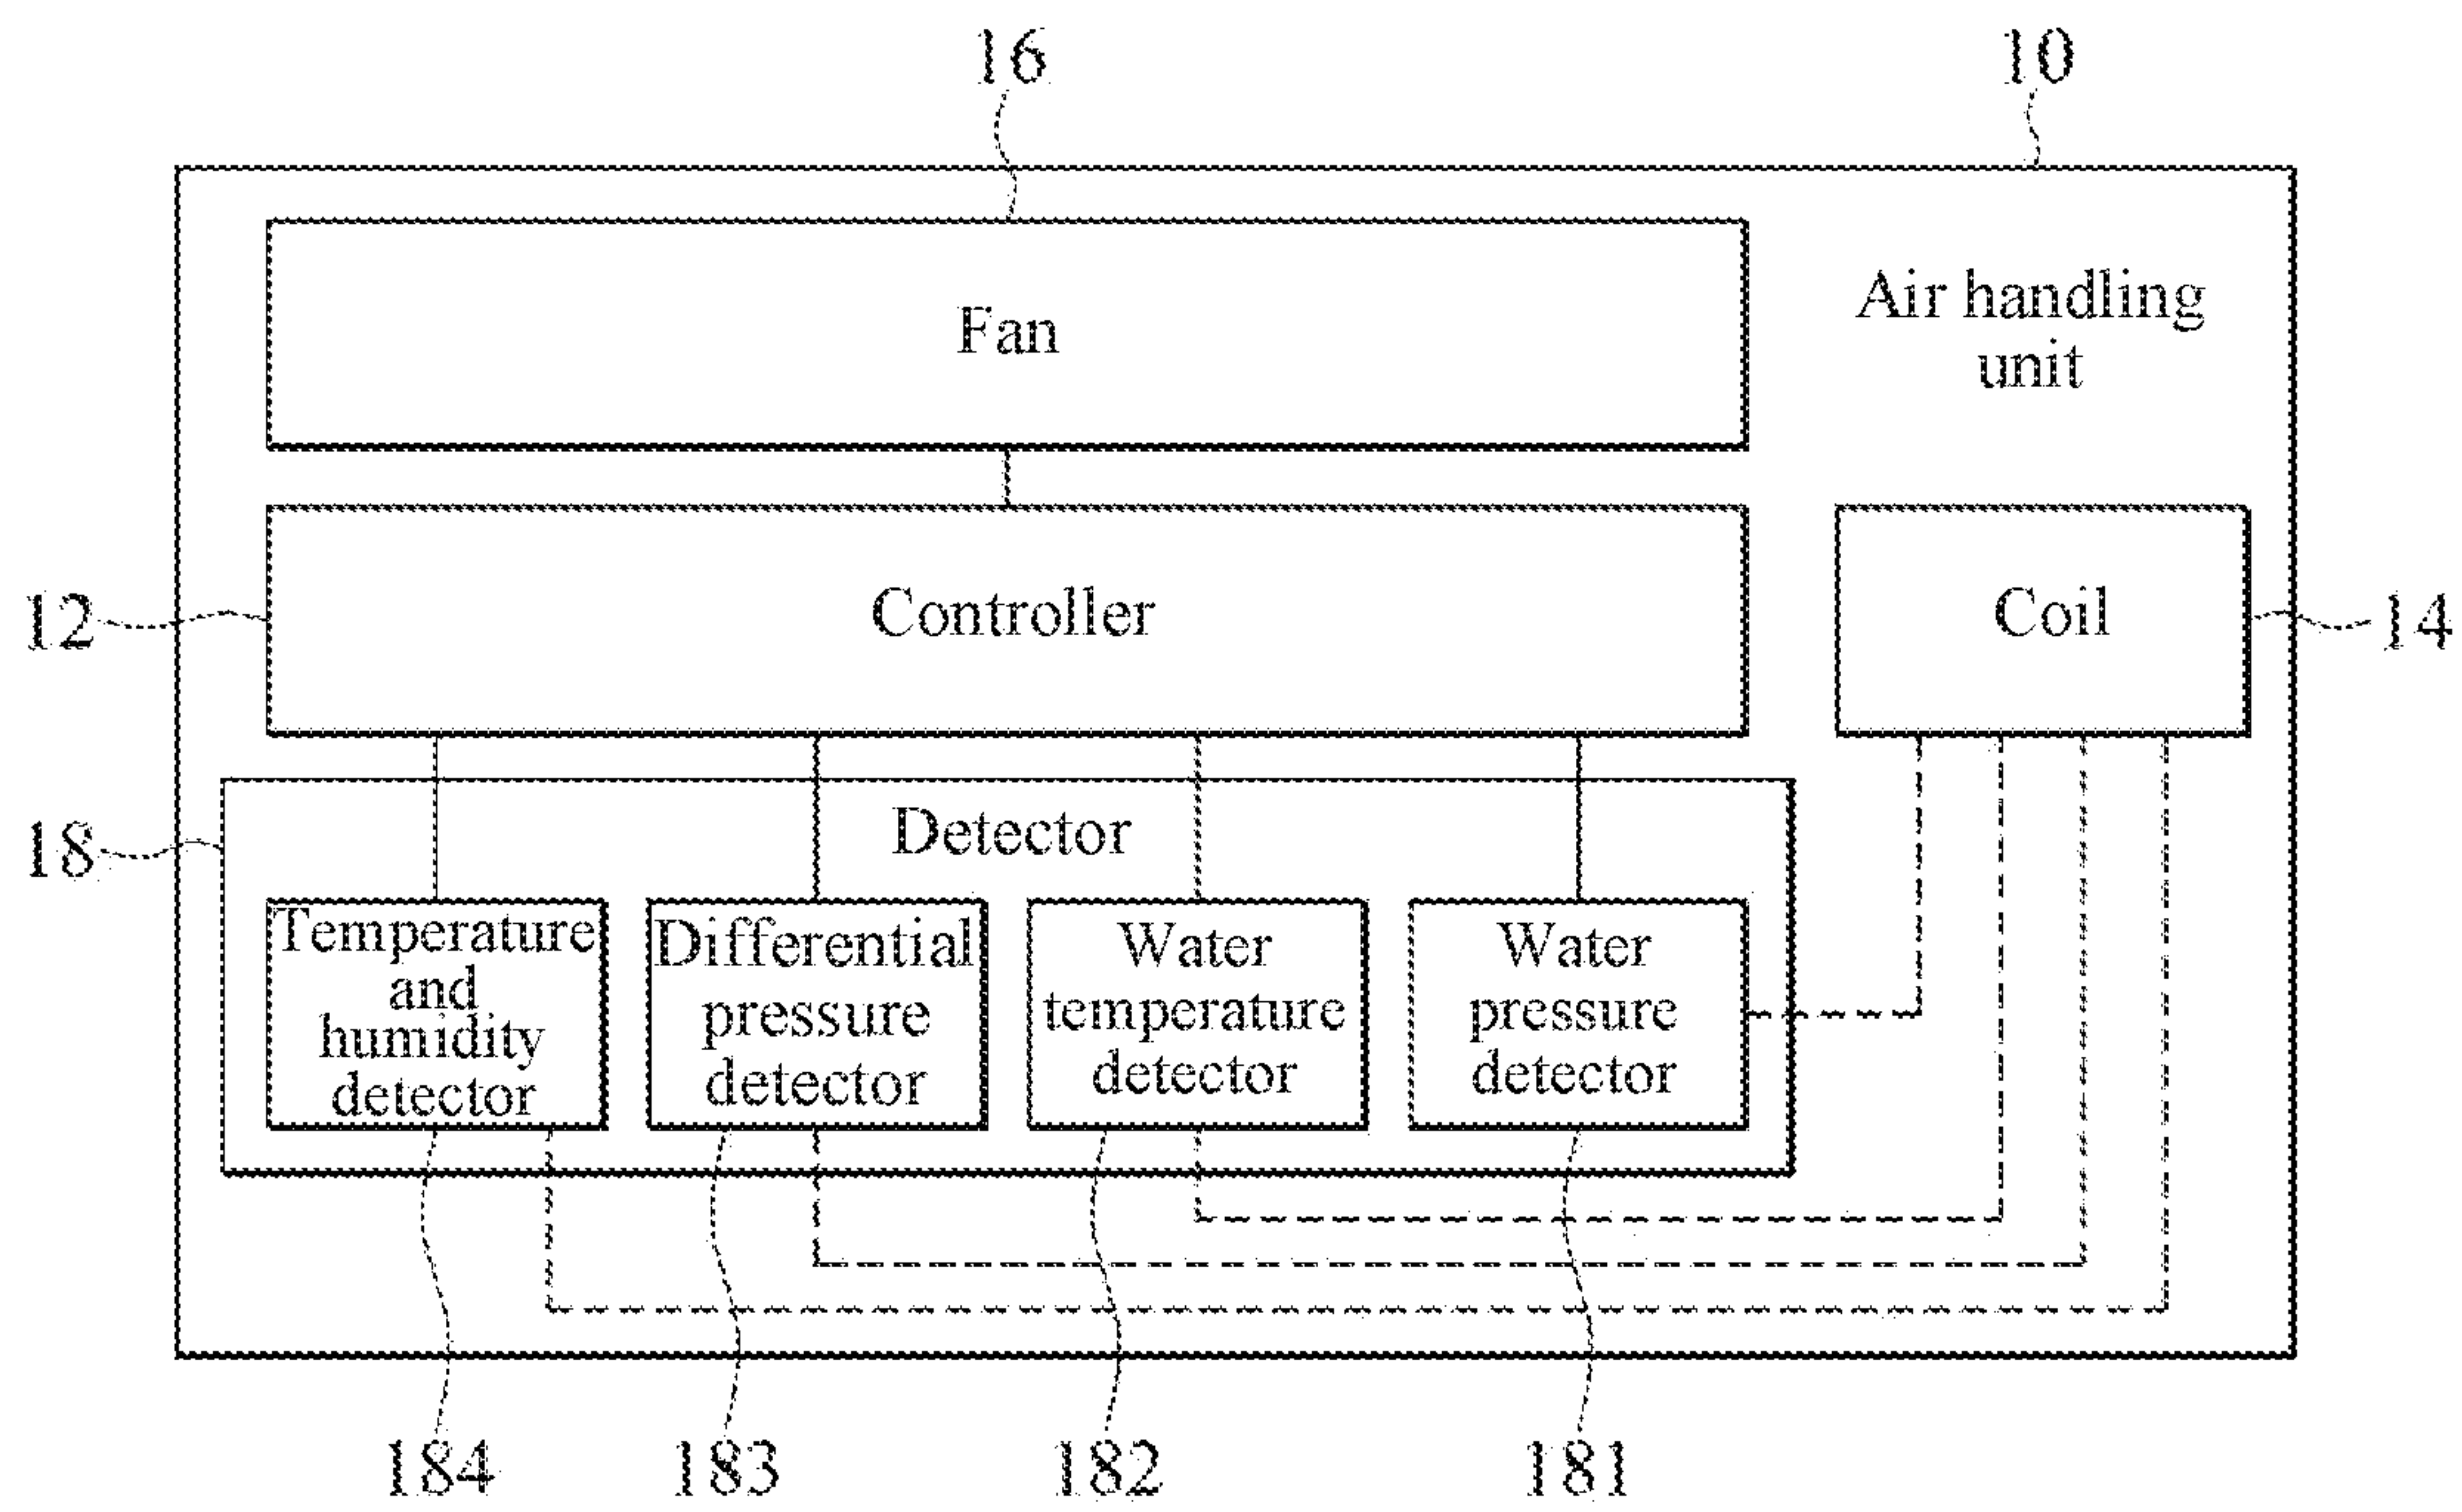 16
10
Fan
Air handling
unit
12
Controller
Coil
14
18
Detector
Temperature
and
humidity
detector
Differential
pressure
detector
Water
temperature
detector
Water
pressure
detector
184
183
182
181